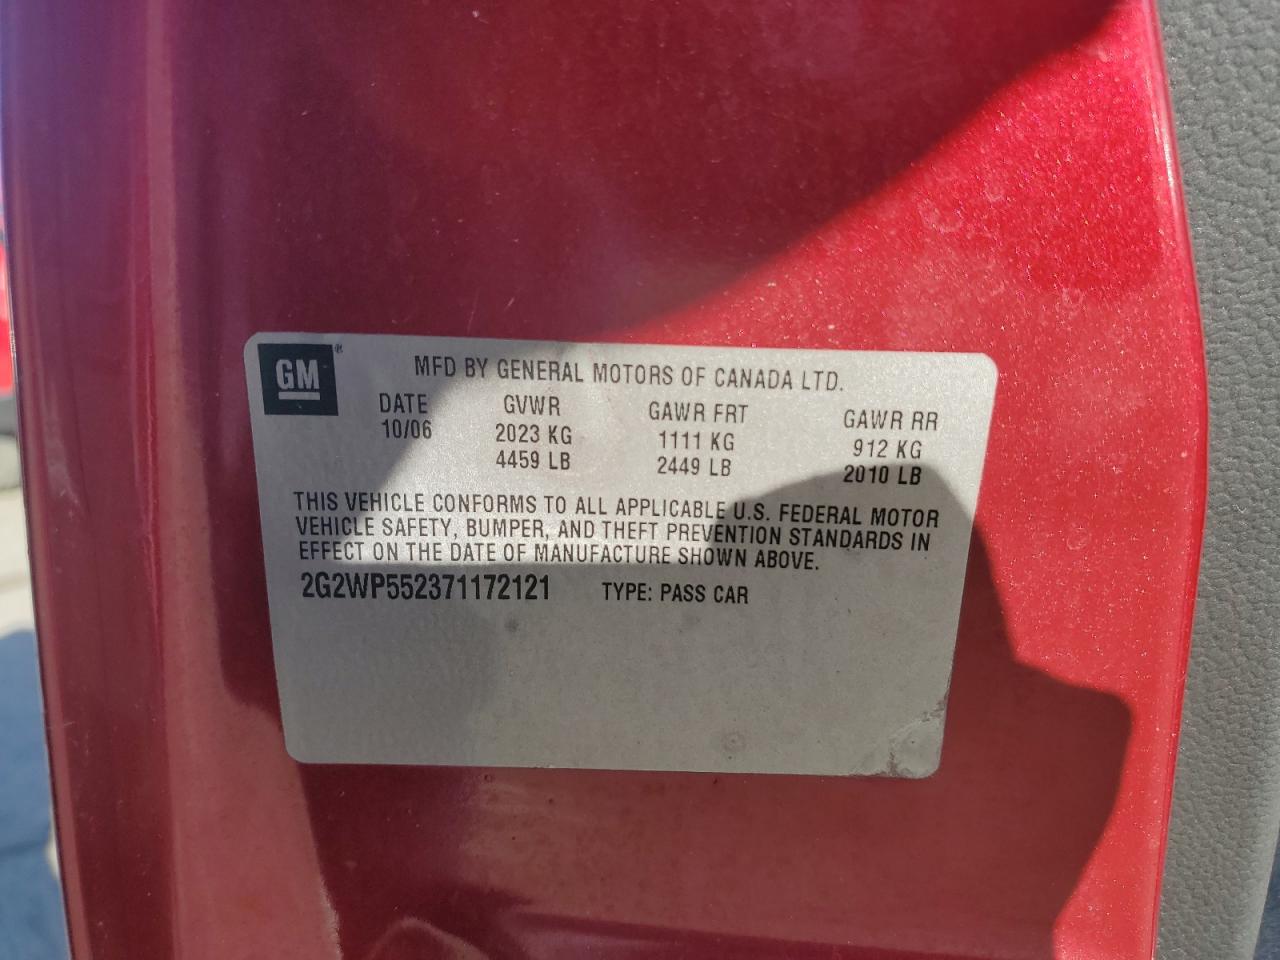 GM ®
MFD BY GENERAL MOTORS OF CANADA LTD.
DATE GVWR GAWR FRT GAWR RR
10/06 2023 KG 1111 KG 912 KG
4459 LB 2449 LB 2010 LB
THIS VEHICLE CONFORMS TO ALL APPLICABLE U.S. FEDERAL MOTOR
VEHICLE SAFETY, BUMPER, AND THEFT PREVENTION STANDARDS IN
EFFECT ON THE DATE OF MANUFACTURE SHOWN ABOVE.
2G2WP552371172121 TYPE: PASS CAR